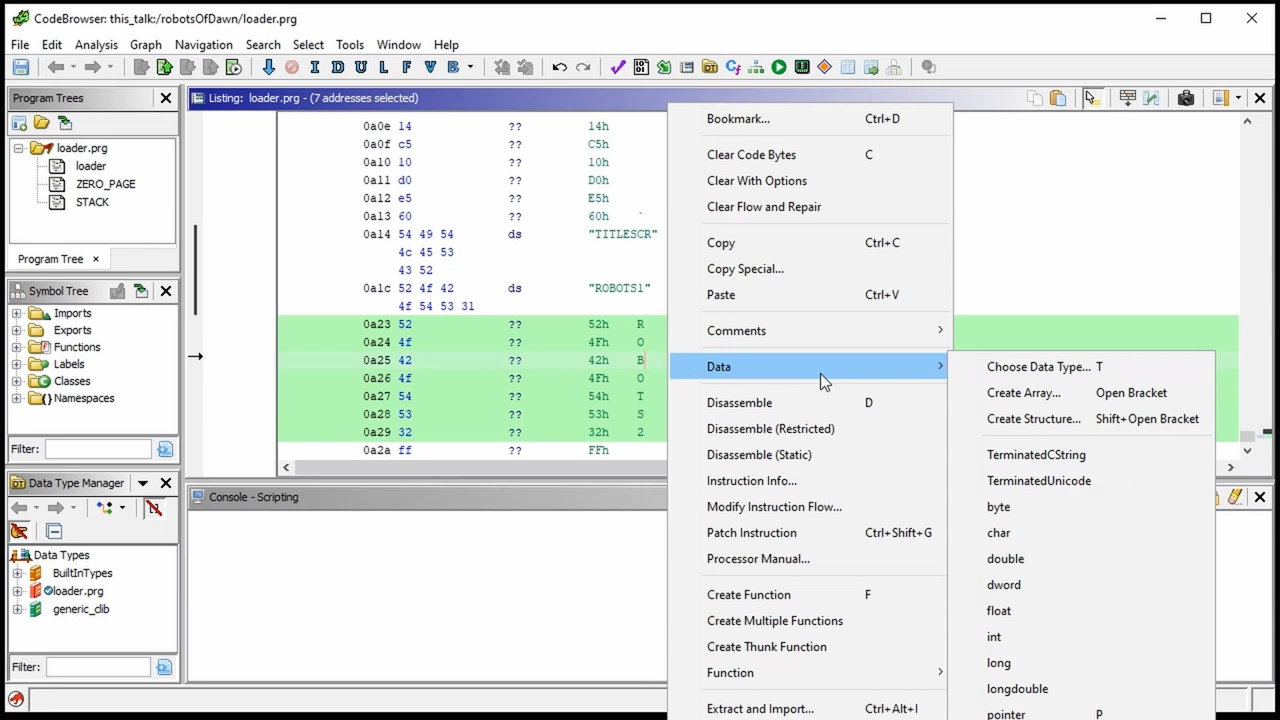 CodeBrowser: this_talk:/robotsOfDawn/loader.prg
File Edit Analysis Graph Navigation Search Select Tools Window Help
I D U L F V B
Program Trees
loader.prg
loader
ZERO_PAGE
STACK
Program Tree ×
Symbol Tree
Imports
Exports
Functions
Labels
Classes
{} Namespaces
Filter:
Data Type Manager
Data Types
BuiltInTypes
loader.prg
generic_clib
Filter:
Listing: loader.prg - (7 addresses selected)
0a0e 14 ?? 14h
0a0f c5 ?? C5h
0a10 10 ?? 10h
0a11 d0 ?? D0h
0a12 e5 ?? E5h
0a13 60 ?? 60h `
0a14 54 49 54 ds "TITLESCR"
4c 45 53
43 52
0a1c 52 4f 42 ds "ROBOTS1"
4f 54 53 31
0a23 52 ?? 52h R
0a24 4f ?? 4Fh O
0a25 42 ?? 42h B
0a26 4f ?? 4Fh O
0a27 54 ?? 54h T
0a28 53 ?? 53h S
0a29 32 ?? 32h 2
0a2a ff ?? FFh
Console - Scripting
Bookmark... Ctrl+D
Clear Code Bytes C
Clear With Options
Clear Flow and Repair
Copy Ctrl+C
Copy Special...
Paste Ctrl+V
Comments
Data
Disassemble D
Disassemble (Restricted)
Disassemble (Static)
Instruction Info...
Modify Instruction Flow...
Patch Instruction Ctrl+Shift+G
Processor Manual...
Create Function F
Create Multiple Functions
Create Thunk Function
Function
Extract and Import... Ctrl+Alt+I
Choose Data Type... T
Create Array... Open Bracket
Create Structure... Shift+Open Bracket
TerminatedCString
TerminatedUnicode
byte
char
double
dword
float
int
long
longdouble
pointer P